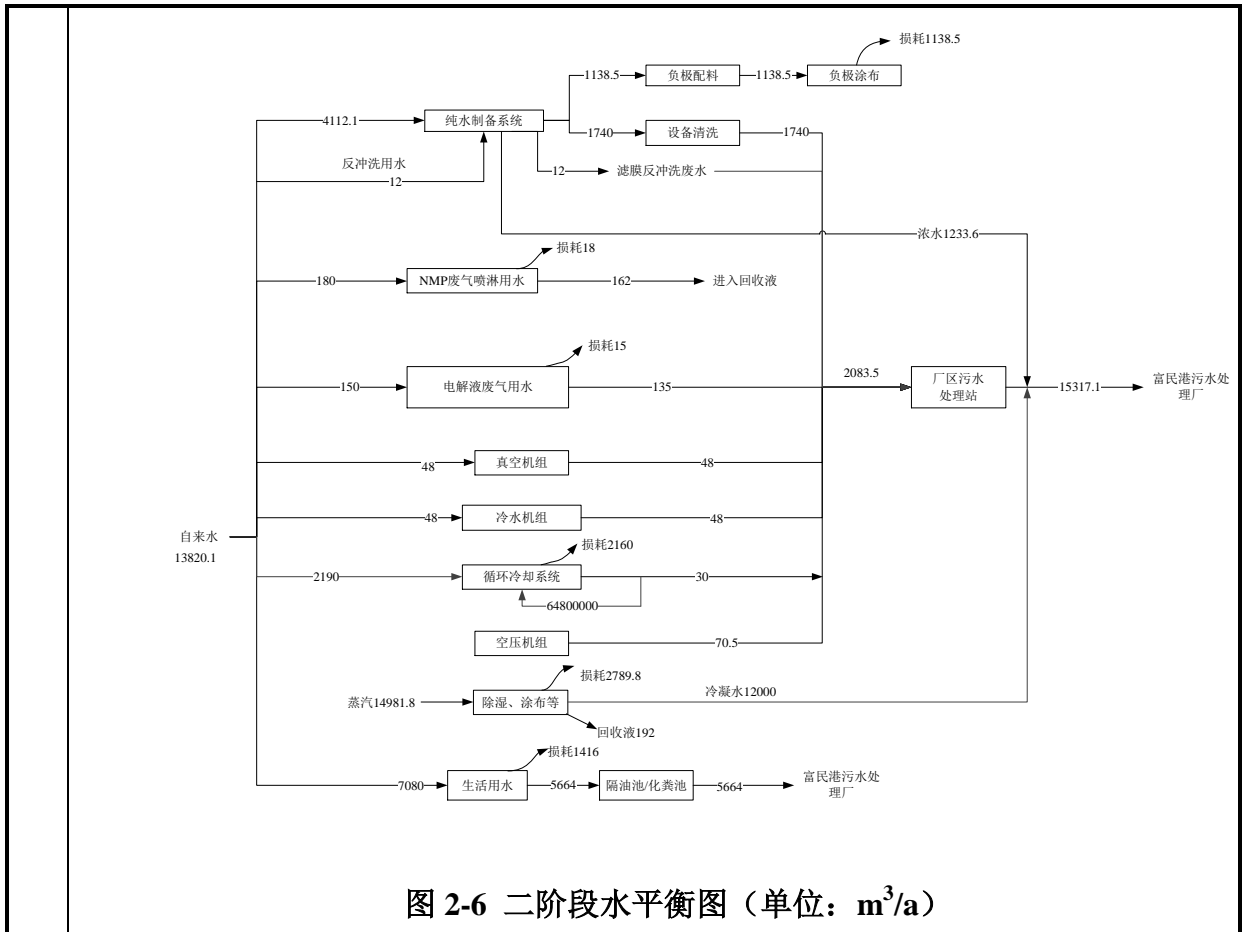 损耗1138.5
1138.5
负极配料
1138.5
负极涂布
4112.1
纯水制备系统
1740
设备清洗
1740
反冲洗用水
12
12
滤膜反冲洗废水
浓水1233.6
损耗18
180
NMP废气喷淋用水
162
进入回收液
损耗15
150
电解液废气用水
135
2083.5
厂区污水
处理站
15317.1
富民港污水处
理厂
48
真空机组
48
自来水
13820.1
48
冷水机组
48
损耗2160
2190
循环冷却系统
30
64800000
空压机组
70.5
损耗2789.8
蒸汽14981.8
除湿、涂布等
冷凝水12000
回收液192
损耗1416
7080
生活用水
5664
隔油池/化粪池
5664
富民港污水处
理厂
图 2-6 二阶段水平衡图（单位：m³/a）